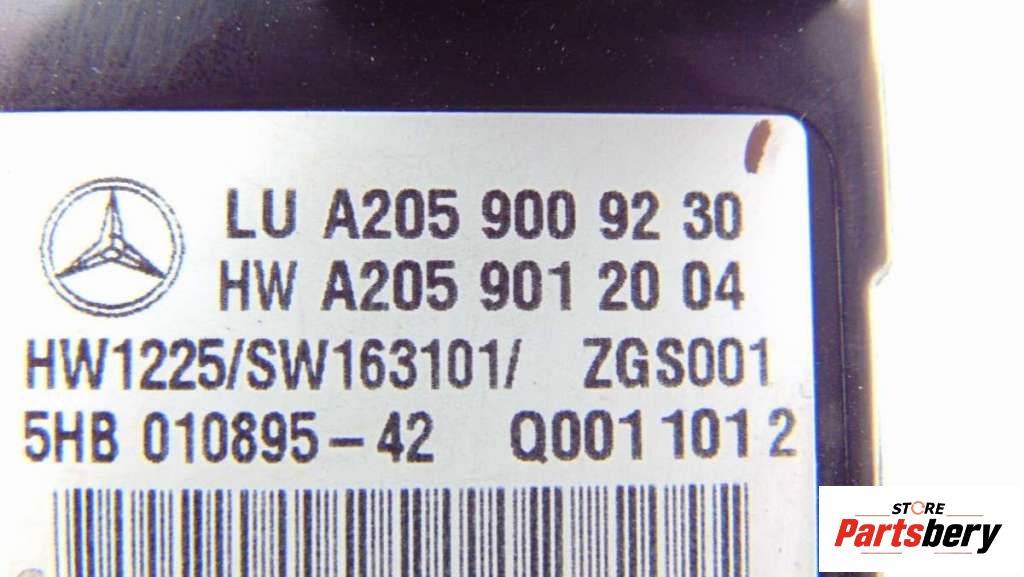 LU A205 900 92 30
HW A205 901 20 04
HW1225/SW163101/ ZGS001
5HB 010895-42 Q001 101 2
STORE
Partsbery